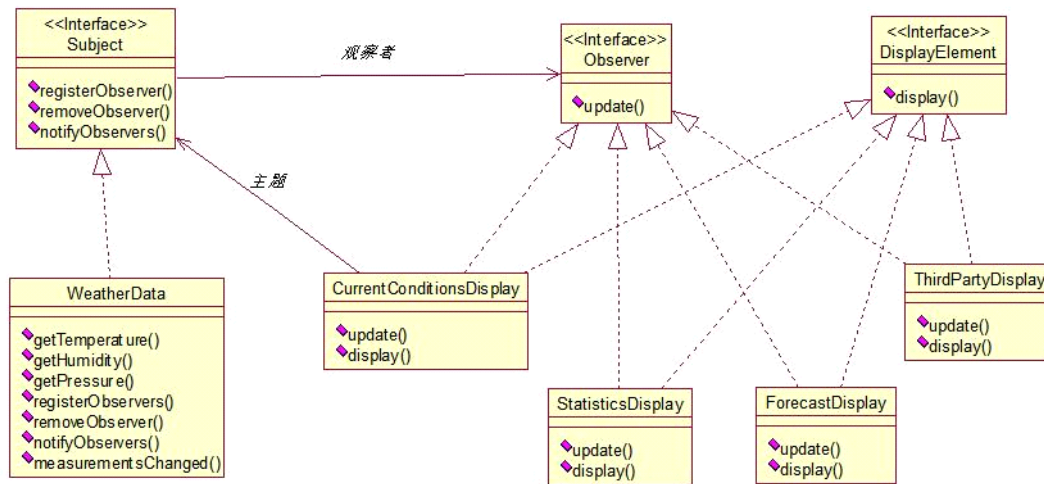 <<Interface>>
Subject
registerObserver()
removeObserver()
notifyObservers()
观察者
<<Interface>>
Observer
update()
<<Interface>>
DisplayElement
display()
主题
WeatherData
getTemperature()
getHumidity()
getPressure()
registerObservers()
removeObserver()
notifyObservers()
measurementsChanged()
CurrentConditionsDisplay
update()
display()
StatisticsDisplay
update()
display()
ForecastDisplay
update()
display()
ThirdPartyDisplay
update()
display()